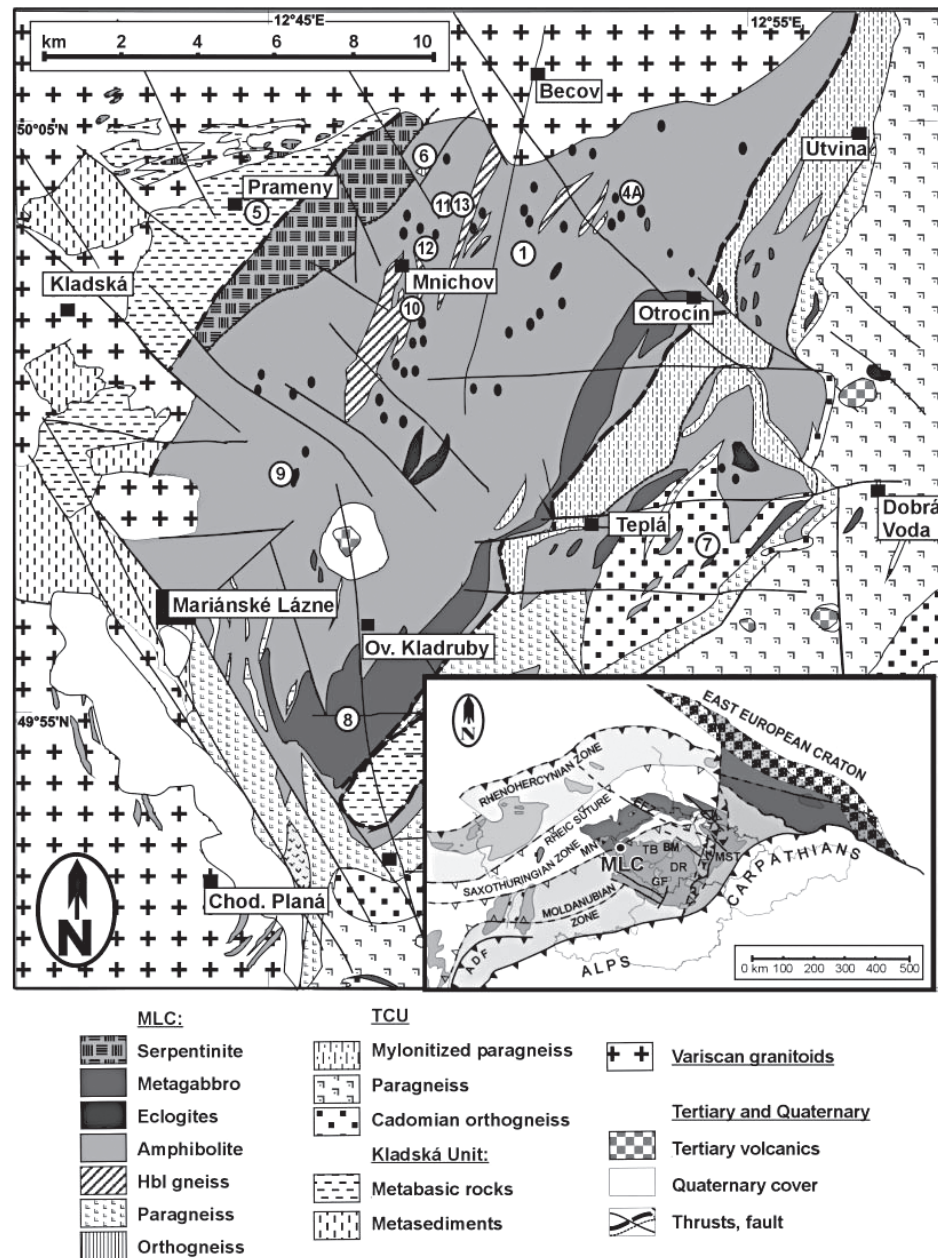 12°45'E
12°55'E
km 2 4 6 8 10
Becov
50°05'N
Útvina
6
Prameny
5
4A
11 13
12
1
Kladská
Mnichov
10
Otrocín
9
Teplá
Dobrá
Voda
7
Mariánské Lázne
Ov. Kladruby
49°55'N
8
N
EAST EUROPEAN CRATON
RHENOHERCYNIAN ZONE
RHEIC SUTURE
SAXOTHURINGIAN ZONE
MN
TB BM
MLC
DR
MST
GF
MOLDANUBIAN
ZONE
CARPATHIANS
ADF
ALPS
0 km 100 200 300 400 500
Chod. Planá
N
MLC:
Serpentinite
Metagabbro
Eclogites
Amphibolite
Hbl gneiss
Paragneiss
Orthogneiss
TCU
Mylonitized paragneiss
Paragneiss
Cadomian orthogneiss
Kladská Unit:
Metabasic rocks
Metasediments
Variscan granitoids
Tertiary and Quaternary
Tertiary volcanics
Quaternary cover
Thrusts, fault